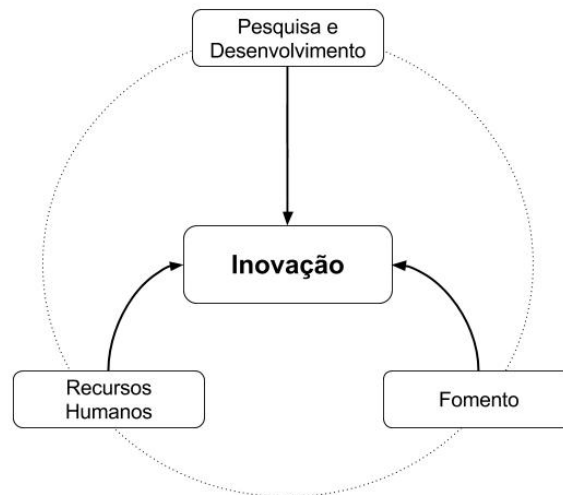 Pesquisa e
Desenvolvimento
Inovação
Recursos
Humanos
Fomento